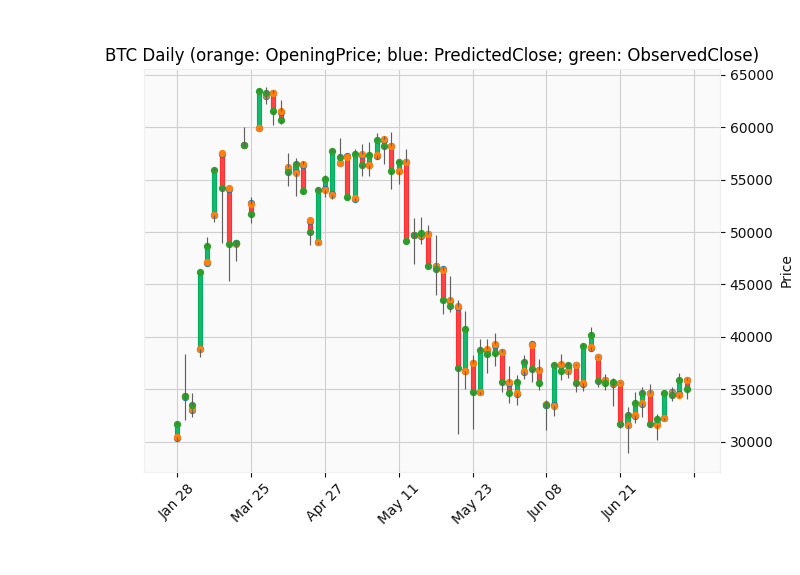 BTC Daily (orange: OpeningPrice; blue: PredictedClose; green: ObservedClose)
65000
60000
55000
50000
45000
40000
35000
30000
Price
Jan 28
Mar 25
Apr 27
May 11
May 23
Jun 08
Jun 21